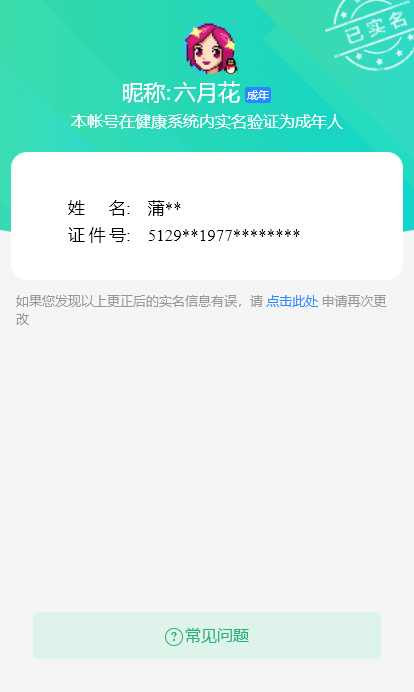 已实名
昵称:六月花 成年
本帐号在健康系统内实名验证为成年人
姓 名: 蒲**
证件号: 5129**1977********
如果您发现以上更正后的实名信息有误，请 点击此处 申请再次更
改
?常见问题